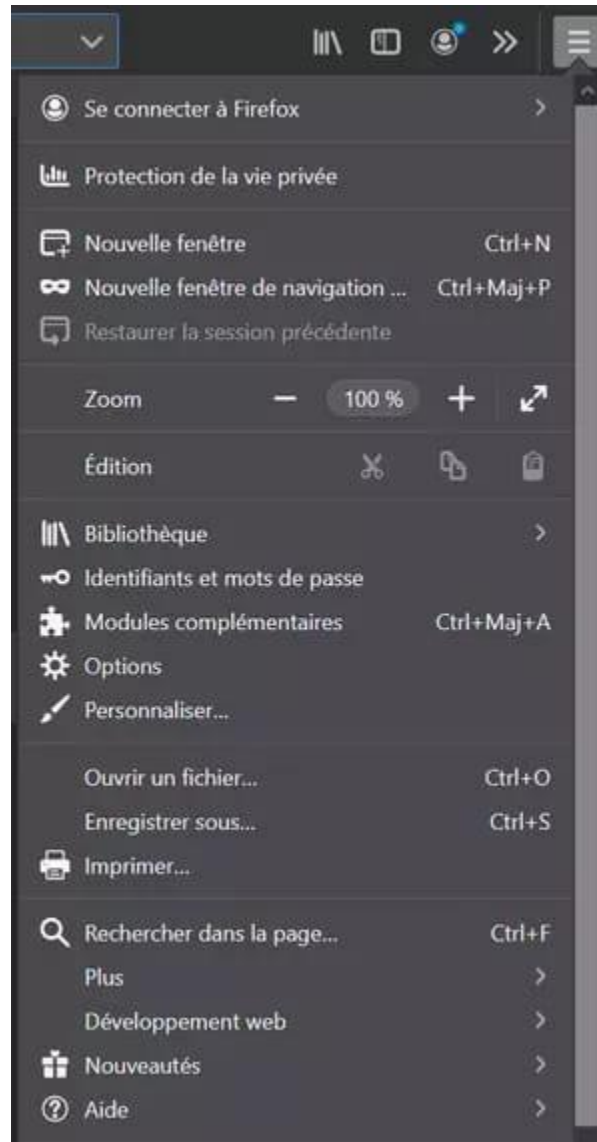 Se connecter à Firefox
Protection de la vie privée
Nouvelle fenêtre Ctrl+N
Nouvelle fenêtre de navigation ... Ctrl+Maj+P
Restaurer la session précédente
Zoom 100 %
Édition
Bibliothèque
Identifiants et mots de passe
Modules complémentaires Ctrl+Maj+A
Options
Personnaliser...
Ouvrir un fichier... Ctrl+O
Enregistrer sous... Ctrl+S
Imprimer...
Rechercher dans la page... Ctrl+F
Plus
Développement web
Nouveautés
Aide